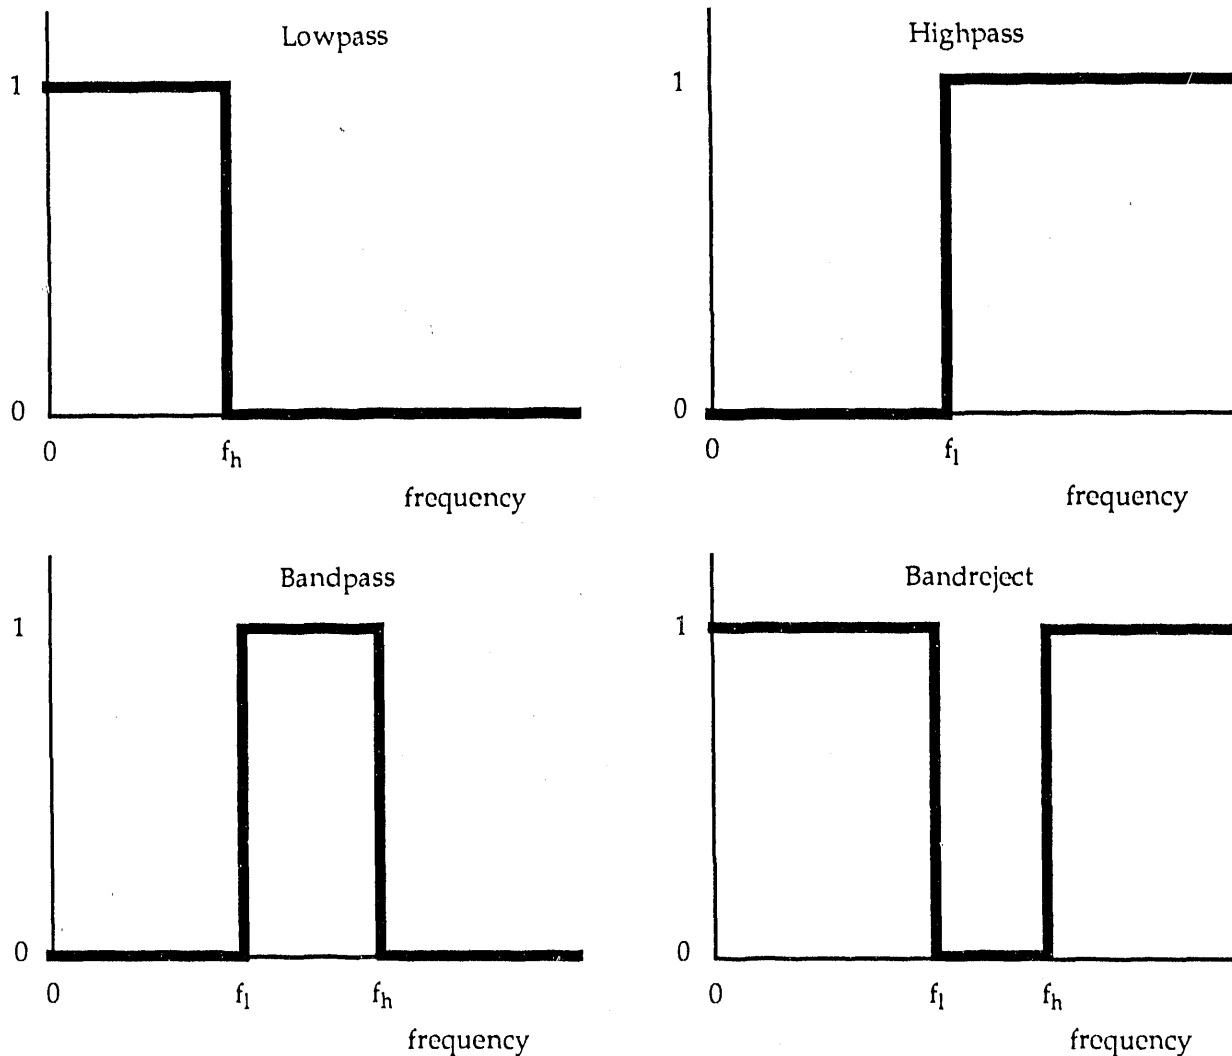 Lowpass
1
0
0 f_h
frequency
Highpass
1
0
0 f_l
frequency
Bandpass
1
0
0 f_l f_h
frequency
Bandreject
1
0
0 f_l f_h
frequency